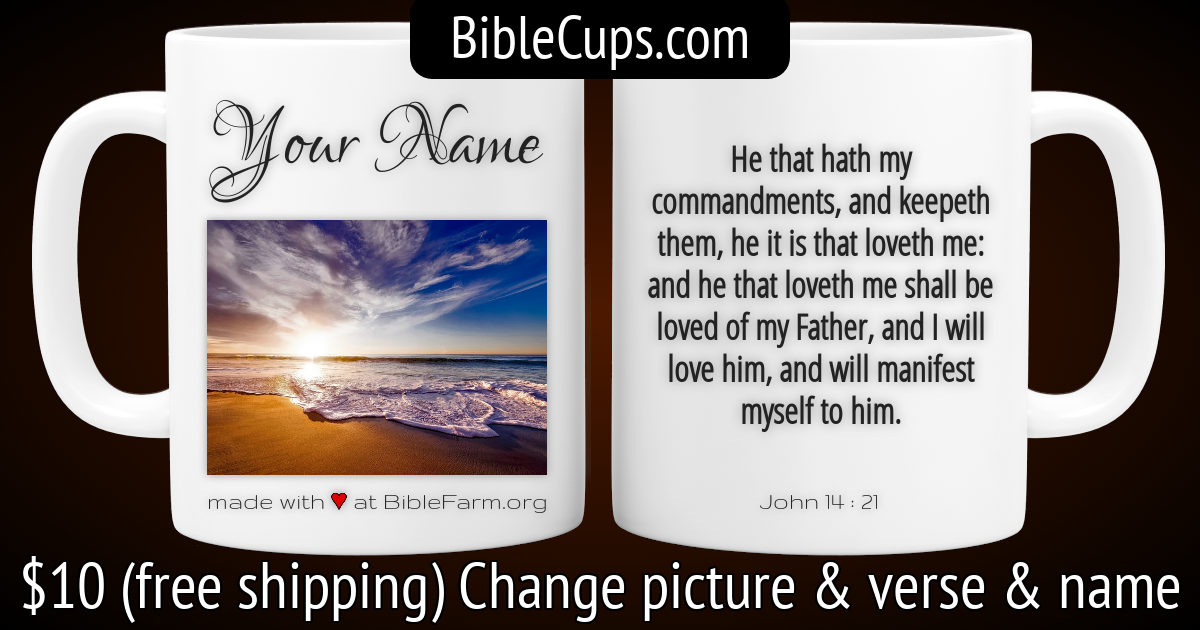 BibleCups.com
Your Name
made with ♥ at BibleFarm.org
He that hath my
commandments, and keepeth
them, he it is that loveth me:
and he that loveth me shall be
loved of my Father, and I will
love him, and will manifest
myself to him.
John 14 : 21
$10 (free shipping) Change picture & verse & name